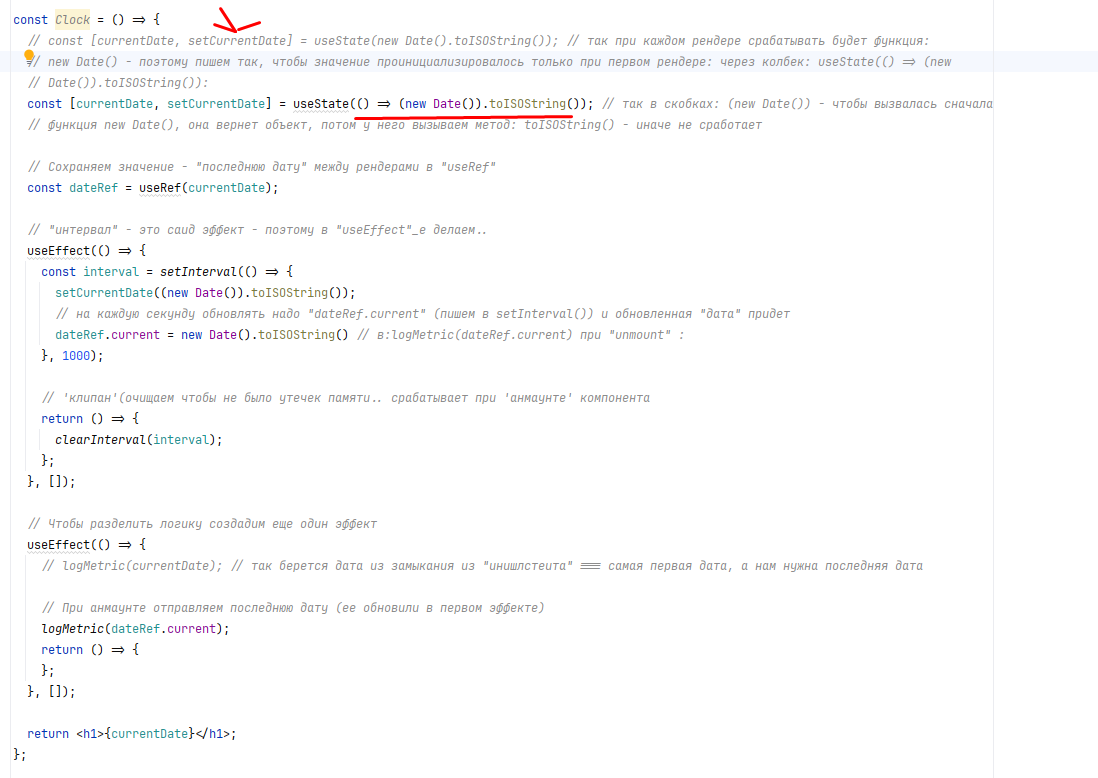 const Clock = () => {
// const [currentDate, setCurrentDate] = useState(new Date().toISOString()); // так при каждом рендере срабатывать будет функция:
// new Date() - поэтому пишем так, чтобы значение проинициализировалось только при первом рендере: через колбек: useState(() => (new
// Date()).toISOString()):
const [currentDate, setCurrentDate] = useState(() => (new Date()).toISOString()); // так в скобках: (new Date()) - чтобы вызвалась сначала
// функция new Date(), она вернет объект, потом у него вызываем метод: toISOString() - иначе не сработает
// Сохраняем значение - "последнюю дату" между рендерами в "useRef"
const dateRef = useRef(currentDate);
// "интервал" - это саид эффект - поэтому в "useEffect"_е делаем..
useEffect(() => {
const interval = setInterval(() => {
setCurrentDate((new Date()).toISOString());
// на каждую секунду обновлять надо "dateRef.current" (пишем в setInterval()) и обновленная "дата" придет
dateRef.current = new Date().toISOString() // в:logMetric(dateRef.current) при "unmount" :
}, 1000);
// 'клипан'(очищаем чтобы не было утечек памяти.. срабатывает при 'анмаунте' компонента
return () => {
clearInterval(interval);
};
}, []);
// Чтобы разделить логику создадим еще один эффект
useEffect(() => {
// logMetric(currentDate); // так берется дата из замыкания из "инишлстеита" === самая первая дата, а нам нужна последняя дата
// При анмаунте отправляем последнюю дату (ее обновили в первом эффекте)
logMetric(dateRef.current);
return () => {
};
}, []);
return <h1>{currentDate}</h1>;
};